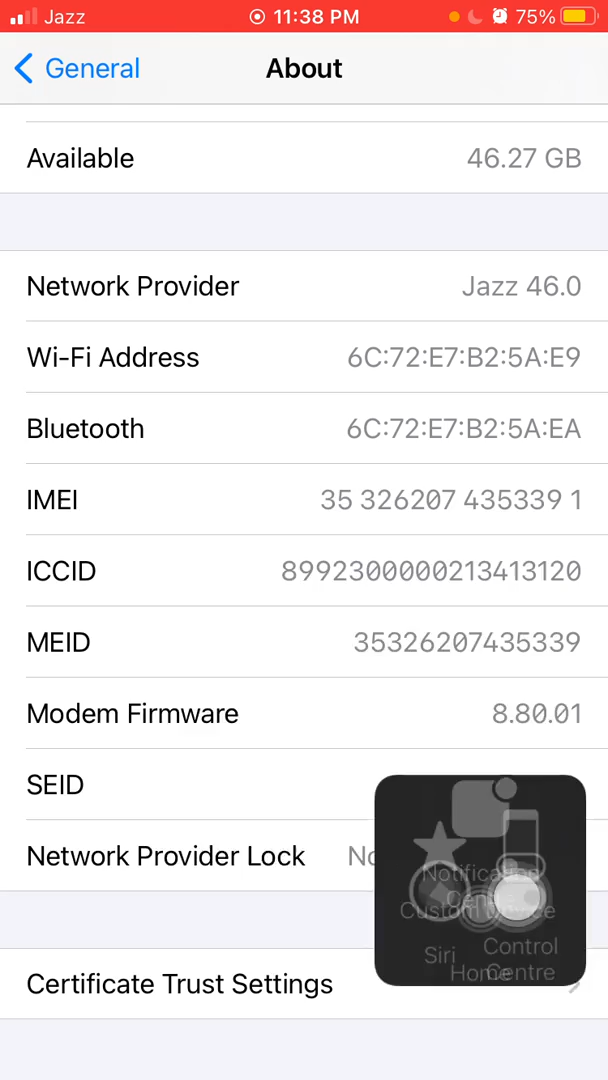 Jazz 11:38 PM 75%
General About
Available 46.27 GB
Network Provider Jazz 46.0
Wi-Fi Address 6C:72:E7:B2:5A:E9
Bluetooth 6C:72:E7:B2:5A:EA
IMEI 35 326207 435339 1
ICCID 8992300000213413120
MEID 35326207435339
Modem Firmware 8.80.01
SEID
Network Provider Lock
Siri
Control
Home
Centre
Certificate Trust Settings